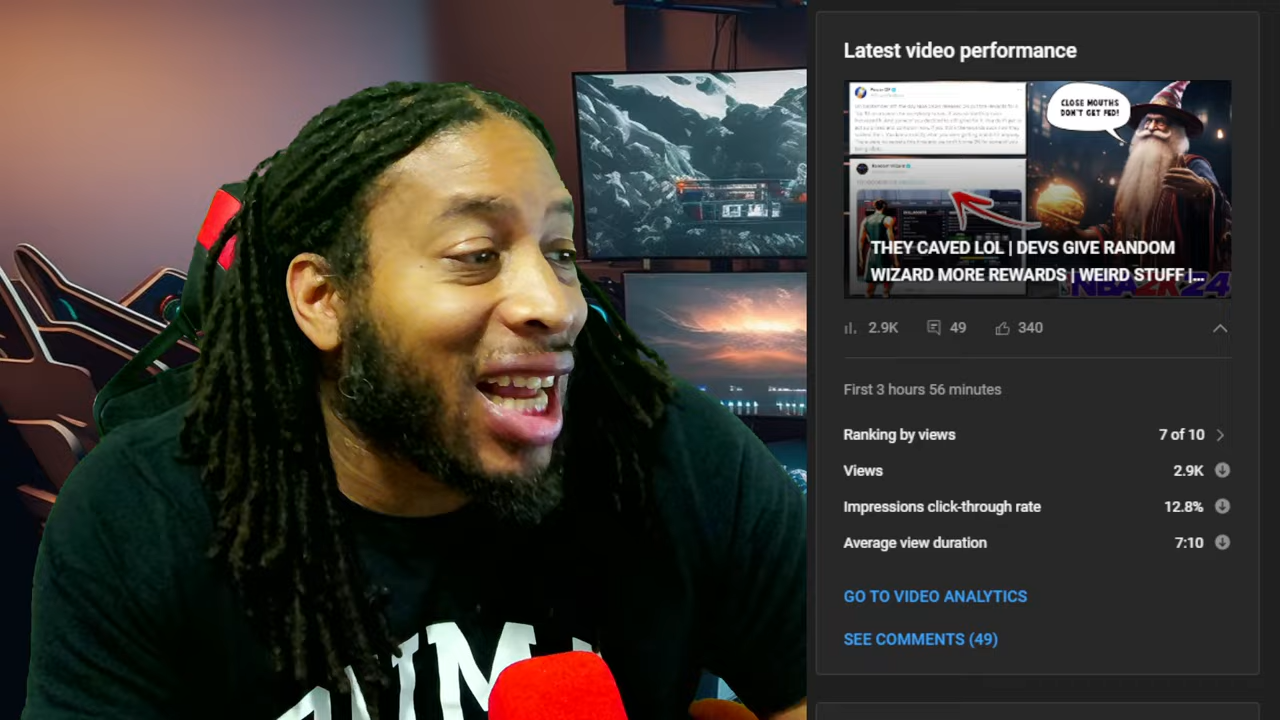 Latest video performance
CLOSE MOUTHS
DON'T GET FED!
THEY CAVED LOL | DEVS GIVE RANDOM
WIZARD MORE REWARDS | WEIRD STUFF |...
NBA2K24
2.9K 49 340
First 3 hours 56 minutes
Ranking by views 7 of 10
Views 2.9K
Impressions click-through rate 12.8%
Average view duration 7:10
GO TO VIDEO ANALYTICS
SEE COMMENTS (49)